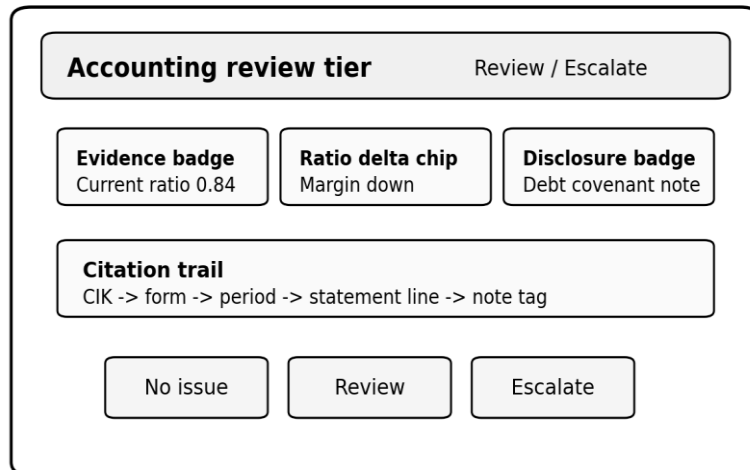 Accounting review tier Review / Escalate
Evidence badge
Current ratio 0.84
Ratio delta chip
Margin down
Disclosure badge
Debt covenant note
Citation trail
CIK -> form -> period -> statement line -> note tag
No issue
Review
Escalate